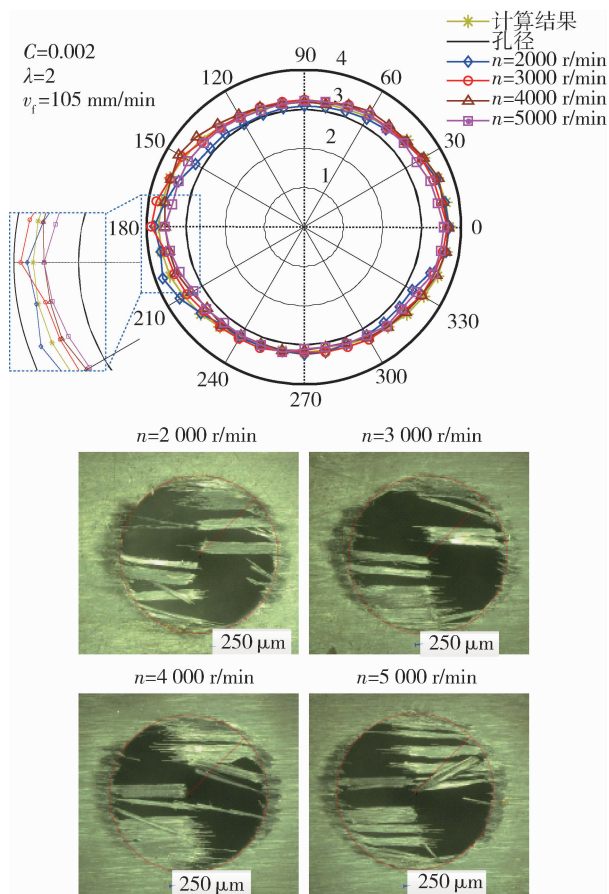 C=0.002
λ=2
v_f=105 mm/min
计算结果
孔径
n=2000 r/min
n=3000 r/min
n=4000 r/min
n=5000 r/min
90
4
120
60
3
150
2
30
1
180
0
210
330
240
300
270
n=2 000 r/min
n=3 000 r/min
250 μm
250 μm
n=4 000 r/min
n=5 000 r/min
250 μm
250 μm